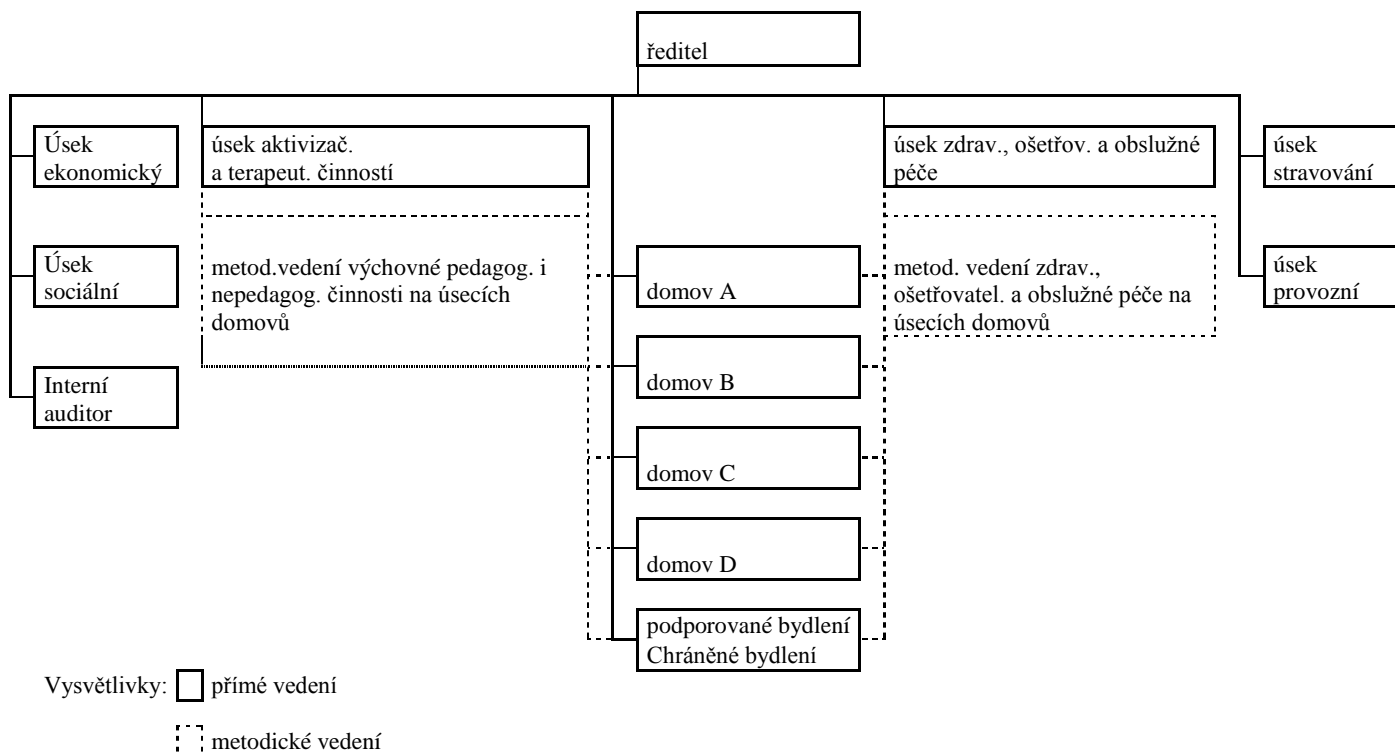 ředitel
Úsek
ekonomický
úsek aktivizač.
a terapeut. činností
úsek zdrav., ošetřov. a obslužné
péče
úsek
stravování
Úsek
sociální
metod.vedení výchovné pedagog. i
nepedagog. činnosti na úsecích
domovů
domov A
metod. vedení zdrav.,
ošetřovatel. a obslužné péče na
úsecích domovů
úsek
provozní
Interní
auditor
domov B
domov C
domov D
podporované bydlení
Chráněné bydlení
Vysvětlivky: přímé vedení
metodické vedení